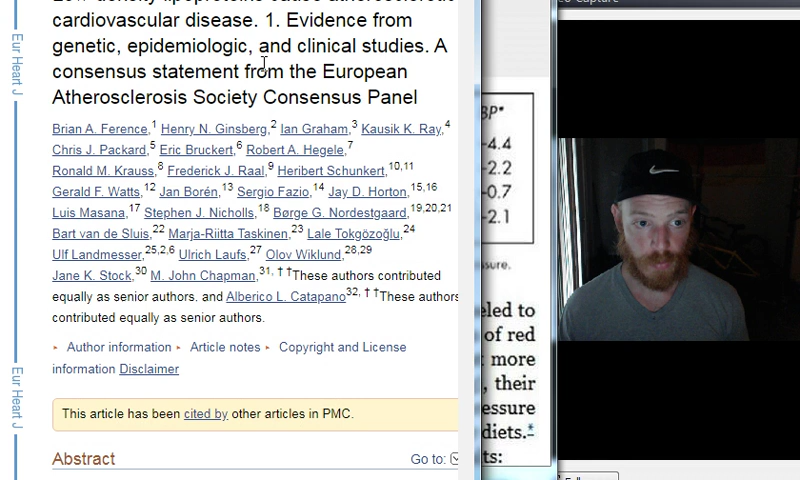 cardiovascular disease. 1. Evidence from
genetic, epidemiologic, and clinical studies. A
consensus statement from the European
Atherosclerosis Society Consensus Panel
Brian A. Ference,1 Henry N. Ginsberg,2 Ian Graham,3 Kausik K. Ray,4
Chris J. Packard,5 Eric Bruckert,6 Robert A. Hegele,7
Ronald M. Krauss,8 Frederick J. Raal,9 Heribert Schunkert,10,11
Gerald F. Watts,12 Jan Borén,13 Sergio Fazio,14 Jay D. Horton,15,16
Luis Masana,17 Stephen J. Nicholls,18 Børge G. Nordestgaard,19,20,21
Bart van de Sluis,22 Marja-Riitta Taskinen,23 Lale Tokgözoğlu,24
Ulf Landmesser,25,2,6 Ulrich Laufs,27 Olov Wiklund,28,29
Jane K. Stock,30 M. John Chapman,31, † †These authors contributed
equally as senior authors. and Alberico L. Catapano32, † †These authors
contributed equally as senior authors.
Author information Article notes Copyright and License
information Disclaimer
This article has been cited by other articles in PMC.
Abstract Go to:
Eur Heart J
Eur Heart J
BP*
-4.4
-2.2
-0.7
-2.1
sure.
eled to
of red
more
, their
essure
diets.*
ts: